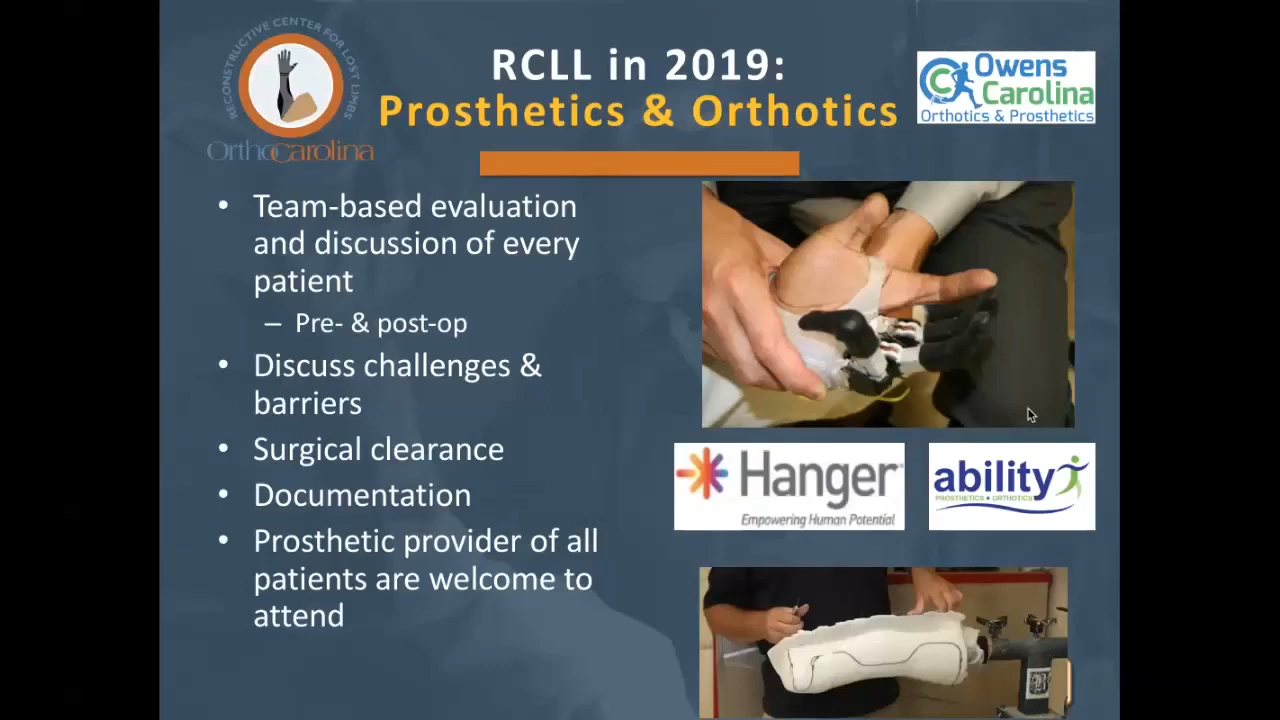 RECONSTRUCTIVE CENTER FOR LOST LIMBS
OrthoCarolina
RCLL in 2019:
Prosthetics & Orthotics
Owens
Carolina
Orthotics & Prosthetics
• Team-based evaluation
and discussion of every
patient
– Pre- & post-op
• Discuss challenges &
barriers
• Surgical clearance
• Documentation
• Prosthetic provider of all
patients are welcome to
attend
Hanger
Empowering Human Potential
ability
PROSTHETICS + ORTHOTICS